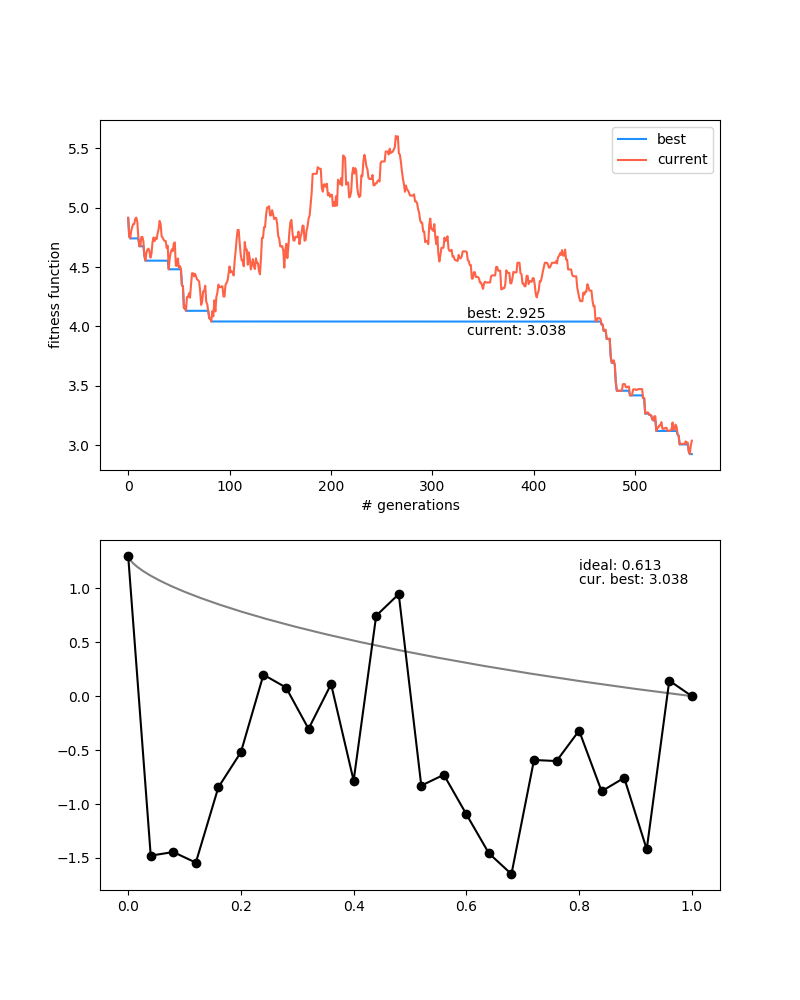 best
current
5.5
5.0
4.5
4.0
3.5
3.0
fitness function
best: 2.925
current: 3.038
0 100 200 300 400 500
# generations
ideal: 0.613
cur. best: 3.038
1.0
0.5
0.0
−0.5
−1.0
−1.5
0.0 0.2 0.4 0.6 0.8 1.0